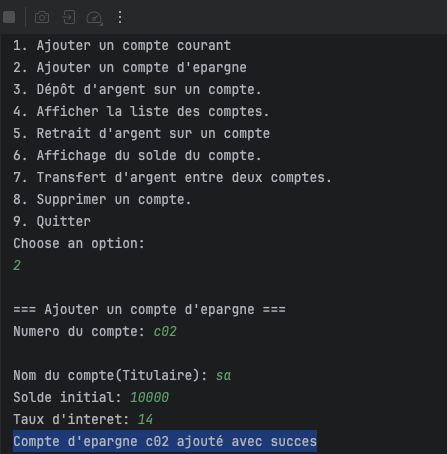 1. Ajouter un compte courant
2. Ajouter un compte d'epargne
3. Dépôt d'argent sur un compte.
4. Afficher la liste des comptes.
5. Retrait d'argent sur un compte
6. Affichage du solde du compte.
7. Transfert d'argent entre deux comptes.
8. Supprimer un compte.
9. Quitter
Choose an option:
2
=== Ajouter un compte d'epargne ===
Numero du compte: c02
Nom du compte(Titulaire): sa
Solde initial: 10000
Taux d'interet: 14
Compte d'epargne c02 ajouté avec succes